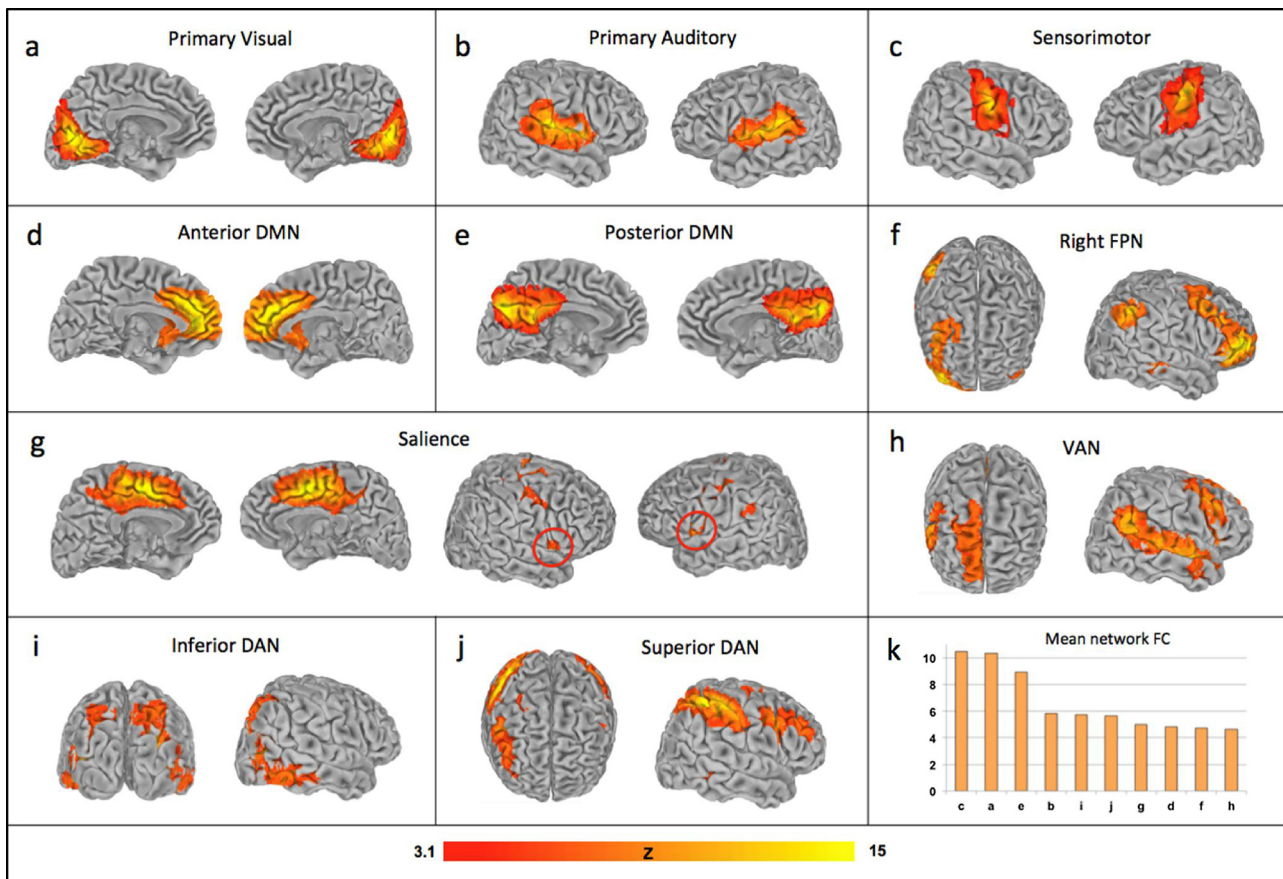 a
Primary Visual
b
Primary Auditory
c
Sensorimotor
d
Anterior DMN
e
Posterior DMN
f
Right FPN
g
Salience
h
VAN
i
Inferior DAN
j
Superior DAN
k
Mean network FC
10
8
6
4
2
0
c a e b i j g d f h
3.1 Z 15